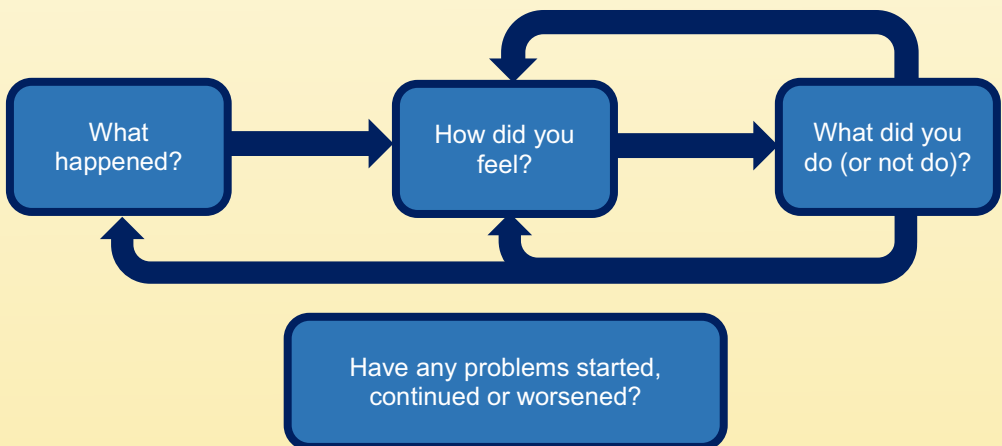 What
happened?
How did you
feel?
What did you
do (or not do)?
Have any problems started,
continued or worsened?